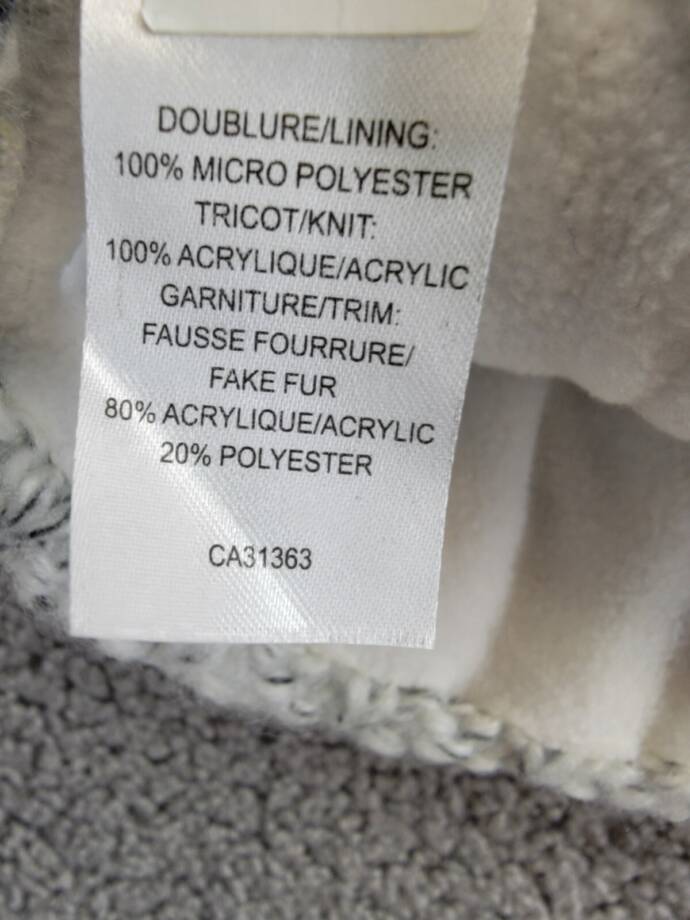 DOUBLURE/LINING:
100% MICRO POLYESTER
TRICOT/KNIT:
100% ACRYLIQUE/ACRYLIC
GARNITURE/TRIM:
FAUSSE FOURRURE/
FAKE FUR
80% ACRYLIQUE/ACRYLIC
20% POLYESTER
CA31363